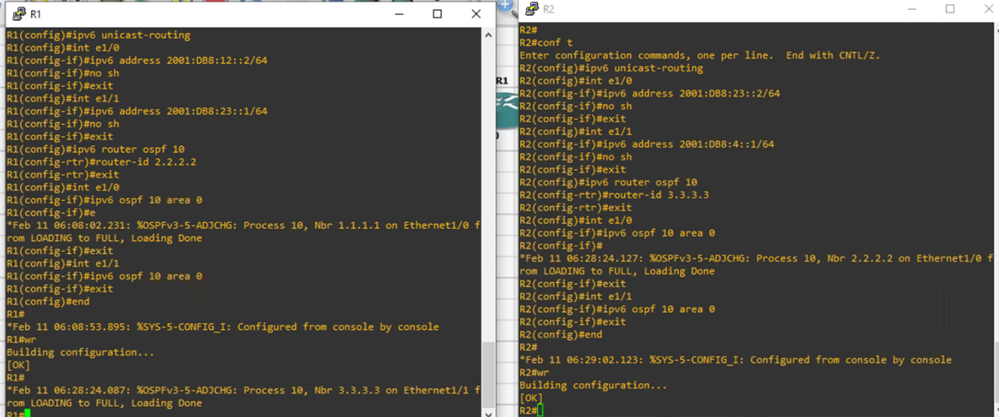 R1
R1(config)#ipv6 unicast-routing
R1(config)#int e1/0
R1(config-if)#ipv6 address 2001:DB8:12::2/64
R1(config-if)#no sh
R1(config-if)#exit
R1(config)#int e1/1
R1(config-if)#ipv6 address 2001:DB8:23::1/64
R1(config-if)#no sh
R1(config-if)#exit
R1(config)#ipv6 router ospf 10
R1(config-rtr)#router-id 2.2.2.2
R1(config-rtr)#exit
R1(config)#int e1/0
R1(config-if)#ipv6 ospf 10 area 0
R1(config-if)#e
*Feb 11 06:08:02.231: %OSPFv3-5-ADJCHG: Process 10, Nbr 1.1.1.1 on Ethernet1/0 f
rom LOADING to FULL, Loading Done
R1(config-if)#exit
R1(config)#int e1/1
R1(config-if)#ipv6 ospf 10 area 0
R1(config-if)#exit
R1(config)#end
R1#
*Feb 11 06:08:53.895: %SYS-5-CONFIG_I: Configured from console by console
R1#wr
Building configuration...
[OK]
R1#
*Feb 11 06:28:24.087: %OSPFv3-5-ADJCHG: Process 10, Nbr 3.3.3.3 on Ethernet1/1 f
rom LOADING to FULL, Loading Done
R1#
R1
R2
R2#
R2#conf t
Enter configuration commands, one per line.  End with CNTL/Z.
R2(config)#ipv6 unicast-routing
R2(config)#int e1/0
R2(config-if)#ipv6 address 2001:DB8:23::2/64
R2(config-if)#no sh
R2(config-if)#exit
R2(config)#int e1/1
R2(config-if)#ipv6 address 2001:DB8:4::1/64
R2(config-if)#no sh
R2(config-if)#exit
R2(config)#ipv6 router ospf 10
R2(config-rtr)#router-id 3.3.3.3
R2(config-rtr)#exit
R2(config)#int e1/0
R2(config-if)#ipv6 ospf 10 area 0
R2(config-if)#
*Feb 11 06:28:24.127: %OSPFv3-5-ADJCHG: Process 10, Nbr 2.2.2.2 on Ethernet1/0 f
rom LOADING to FULL, Loading Done
R2(config-if)#exit
R2(config)#int e1/1
R2(config-if)#ipv6 ospf 10 area 0
R2(config-if)#exit
R2(config)#end
R2#
*Feb 11 06:29:02.123: %SYS-5-CONFIG_I: Configured from console by console
R2#wr
Building configuration...
[OK]
R2#